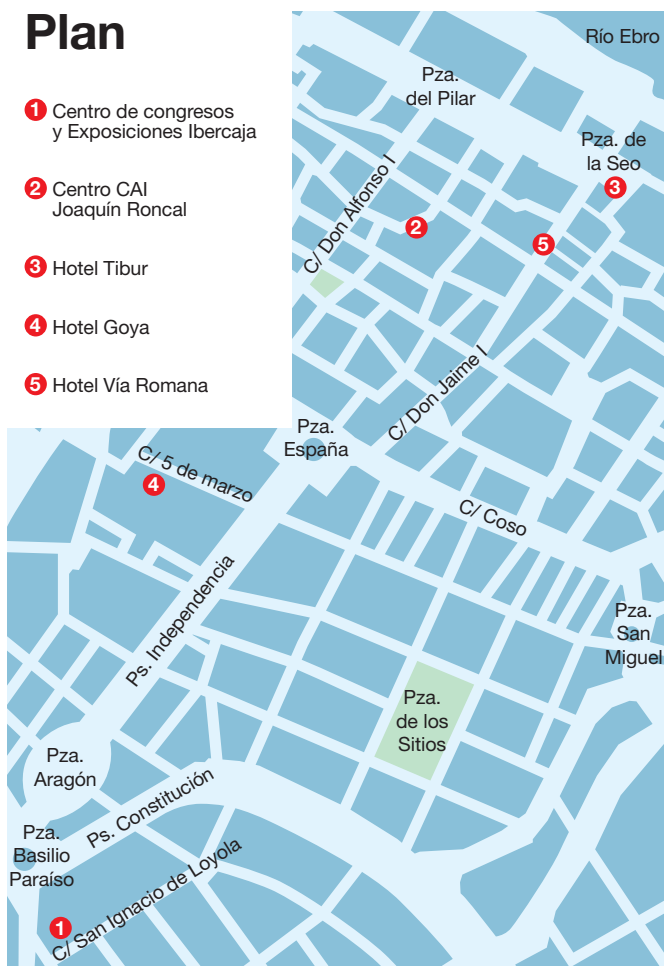 Plan
1 Centro de congresos
y Exposiciones Ibercaja
2 Centro CAI
Joaquín Roncal
3 Hotel Tibur
4 Hotel Goya
5 Hotel Vía Romana
Río Ebro
Pza.
del Pilar
Pza. de
la Seo
3
C/ Don Alfonso I
2
5
C/ Don Jaime I
Pza.
España
C/ 5 de marzo
4
C/ Coso
Pza.
San
Miguel
Ps. Independencia
Pza.
de los
Sitios
Pza.
Aragón
Ps. Constitución
Pza.
Basilio
Paraíso
C/ San Ignacio de Loyola
1